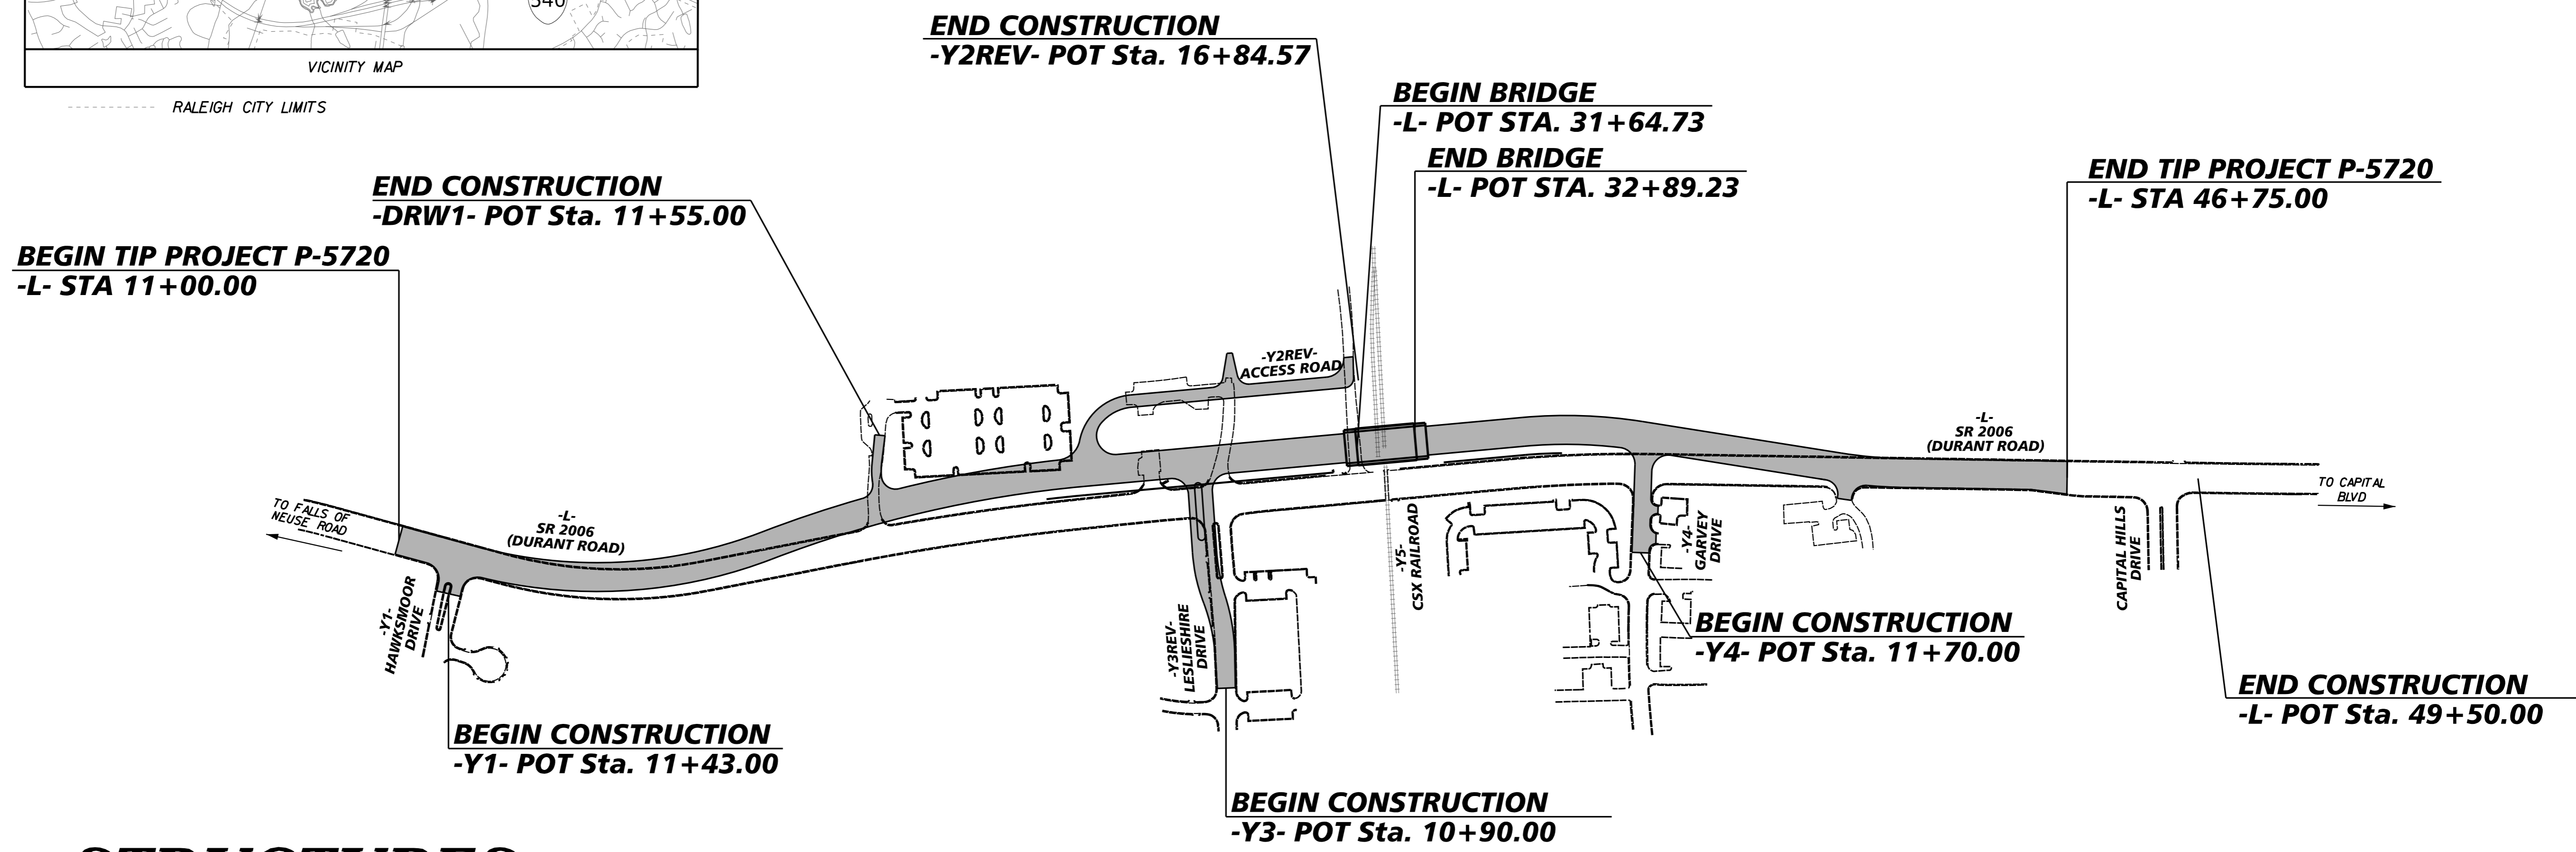 540
VICINITY MAP
RALEIGH CITY LIMITS
END CONSTRUCTION
-Y2REV- POT Sta. 16+84.57
BEGIN BRIDGE
-L- POT STA. 31+64.73
END BRIDGE
-L- POT STA. 32+89.23
END TIP PROJECT P-5720
-L- STA 46+75.00
END CONSTRUCTION
-DRW1- POT Sta. 11+55.00
BEGIN TIP PROJECT P-5720
-L- STA 11+00.00
-Y2REV-
ACCESS ROAD
-L-
SR 2006
(DURANT ROAD)
TO CAPITAL
BLVD
TO FALLS OF
NEUSE ROAD
-L-
SR 2006
(DURANT ROAD)
-Y1-
HAWKSMOOR
DRIVE
-Y3REV-
LESLIESHIRE
DRIVE
-Y5-
CSX RAILROAD
-Y4-
GARVEY
DRIVE
CAPITAL HILLS
DRIVE
BEGIN CONSTRUCTION
-Y4- POT Sta. 11+70.00
END CONSTRUCTION
-L- POT Sta. 49+50.00
BEGIN CONSTRUCTION
-Y1- POT Sta. 11+43.00
BEGIN CONSTRUCTION
-Y3- POT Sta. 10+90.00
STRUCTURES